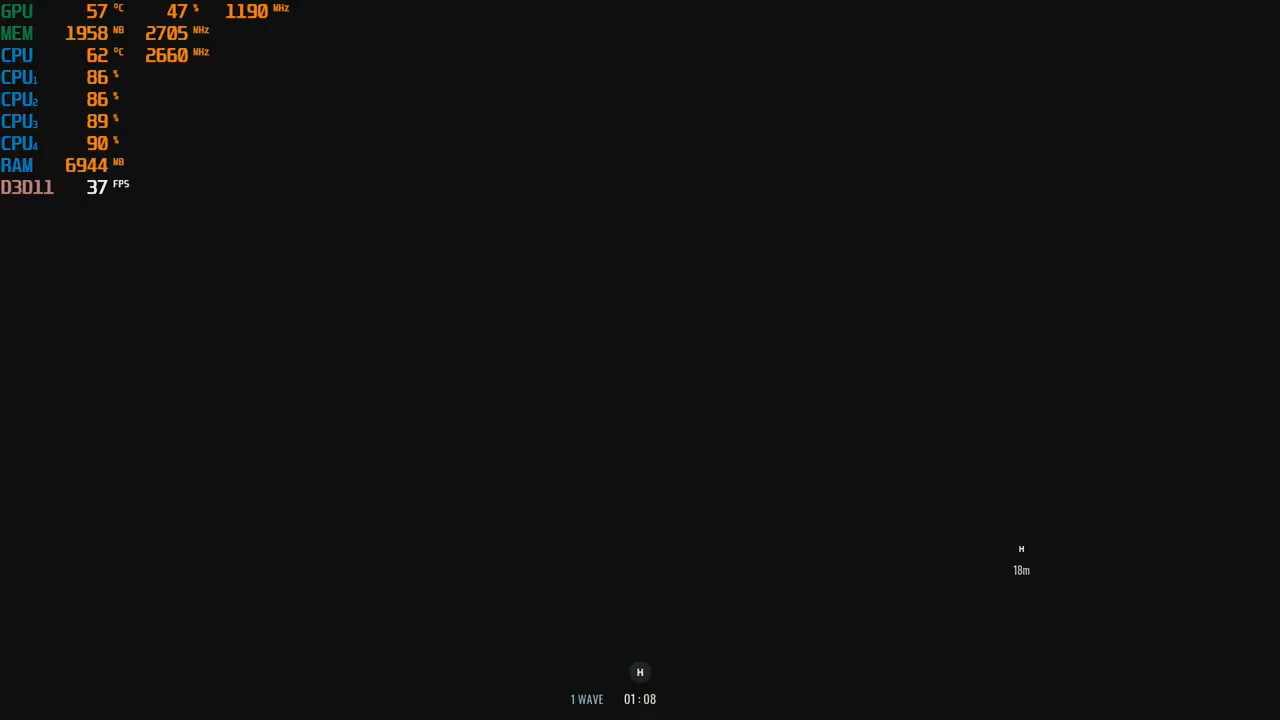 GPU 57 °C 47 % 1190 MHz
MEM 1958 MB 2705 MHz
CPU 62 °C 2660 MHz
CPU1 86 %
CPU2 86 %
CPU3 89 %
CPU4 90 %
RAM 6944 MB
D3D11 37 FPS
H
18m
H
1 WAVE 01:08